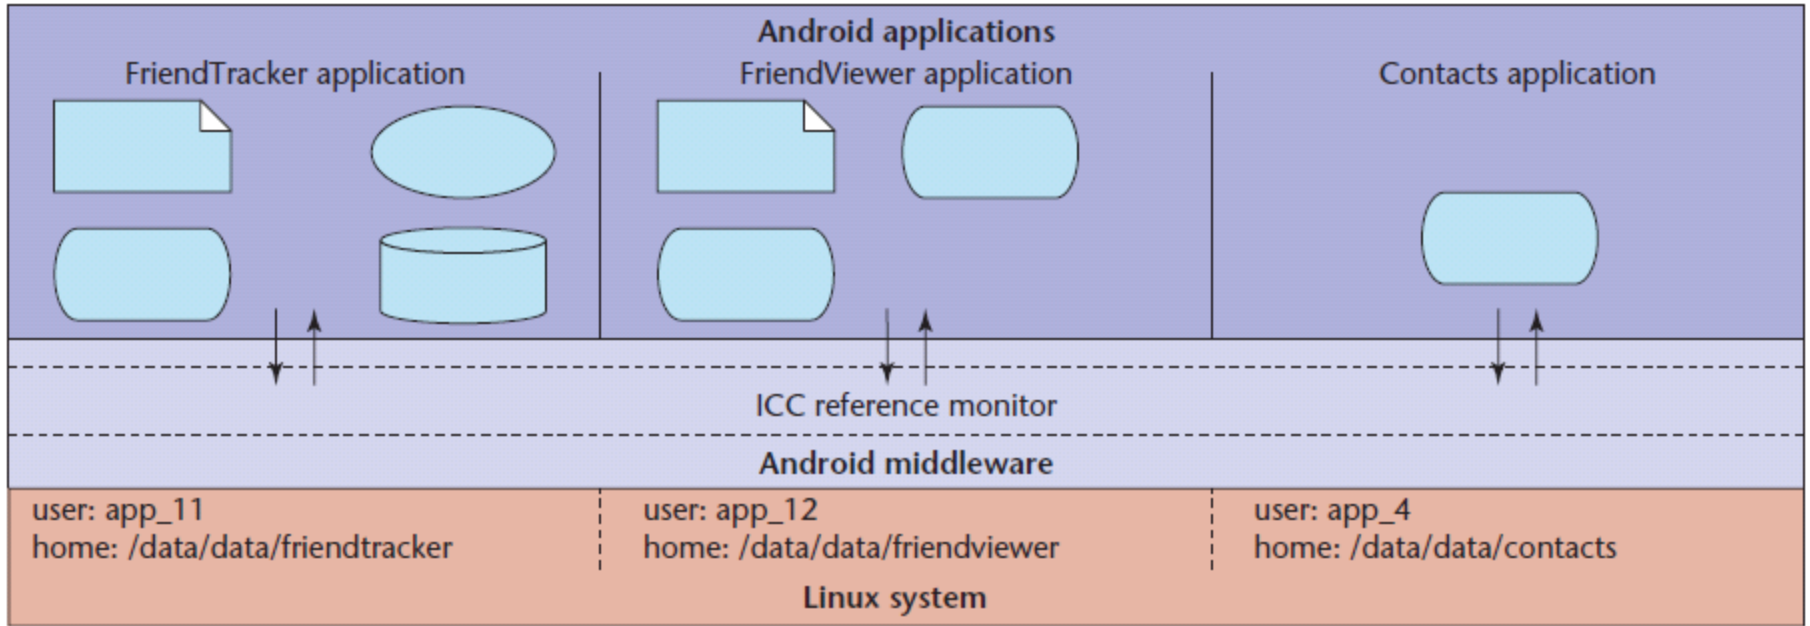 Android applications
FriendTracker application
FriendViewer application
Contacts application
ICC reference monitor
Android middleware
user: app_11
home: /data/data/friendtracker
user: app_12
home: /data/data/friendviewer
user: app_4
home: /data/data/contacts
Linux system